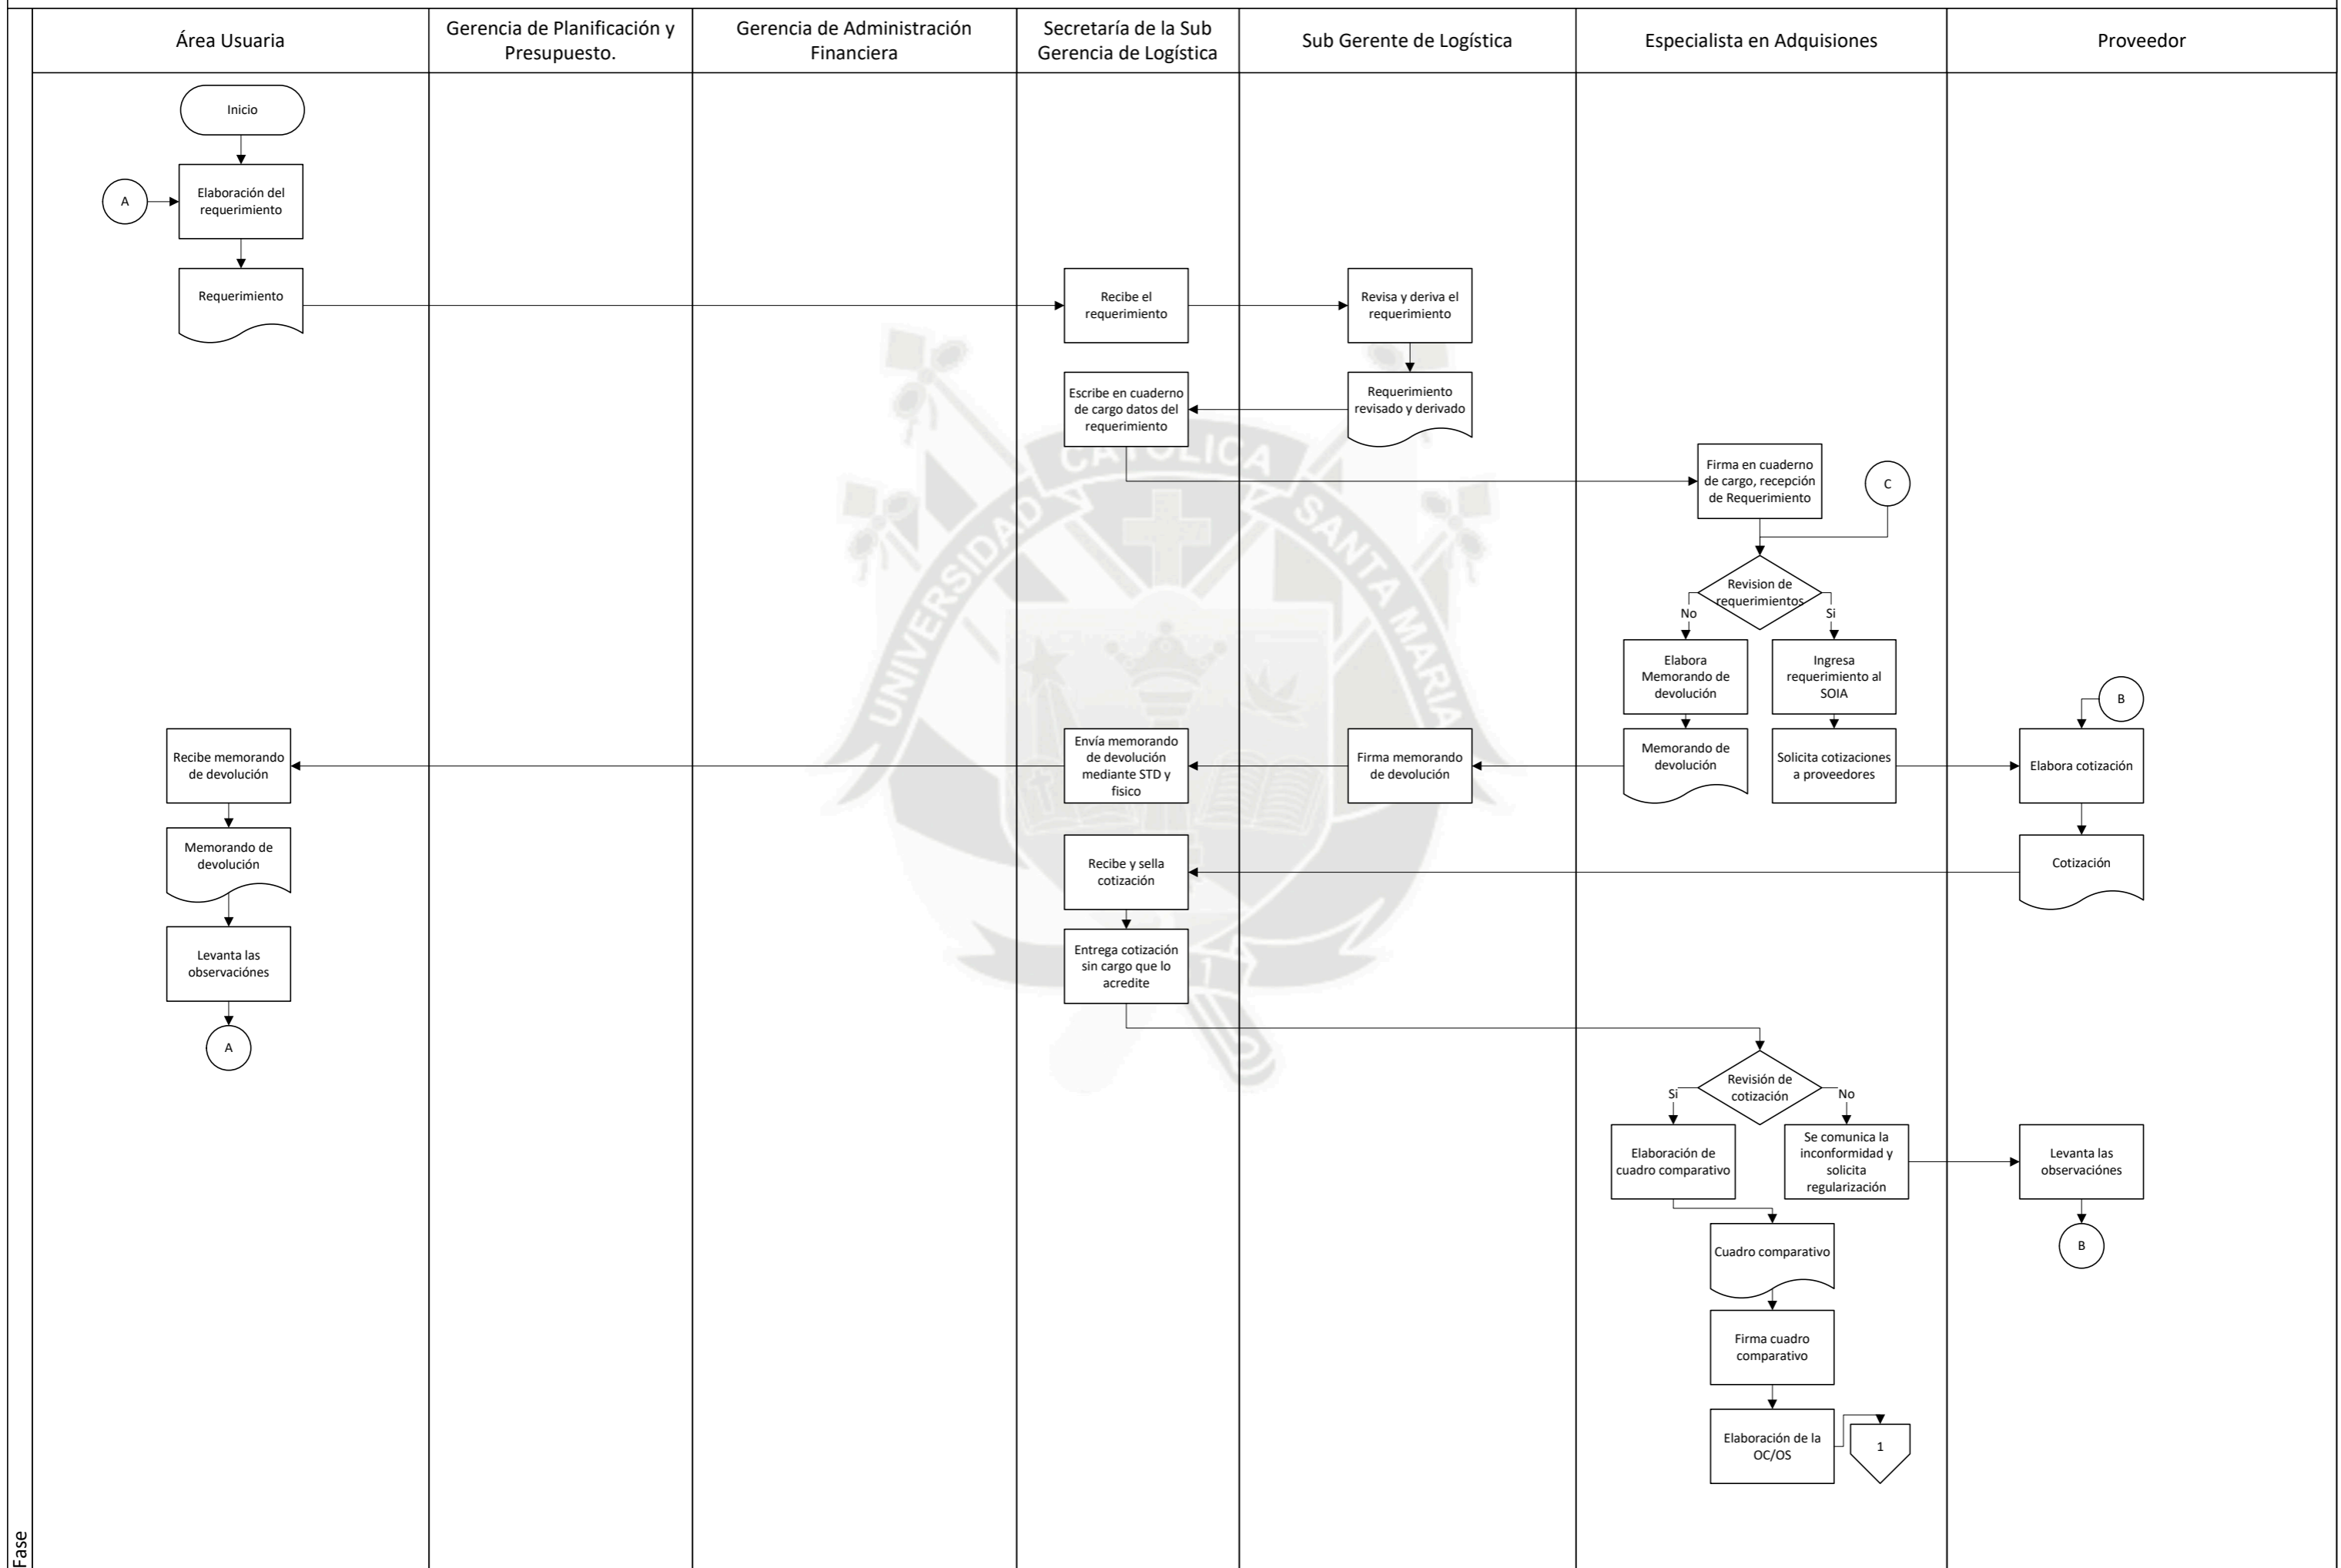 Área Usuaria
Gerencia de Planificación y
Presupuesto.
Gerencia de Administración
Financiera
Secretaría de la Sub
Gerencia de Logística
Sub Gerente de Logística
Especialista en Adquisiones
Proveedor
Inicio
A
Elaboración del
requerimiento
Requerimiento
Recibe el
requerimiento
Revisa y deriva el
requerimiento
Escribe en cuaderno
de cargo datos del
requerimiento
Requerimiento
revisado y derivado
Firma en cuaderno
de cargo, recepción
de Requerimiento
C
Revision de
requerimientos
No
Si
Elabora
Memorando de
devolución
Ingresa
requerimiento al
SOIA
B
Recibe memorando
de devolución
Envía memorando
de devolución
mediante STD y
fisico
Firma memorando
de devolución
Memorando de
devolución
Solicita cotizaciones
a proveedores
Elabora cotización
Memorando de
devolución
Recibe y sella
cotización
Cotización
Levanta las
observaciónes
Entrega cotización
sin cargo que lo
acredite
A
Revisión de
cotización
Si
No
Elaboración de
cuadro comparativo
Se comunica la
inconformidad y
solicita
regularización
Levanta las
observaciónes
Cuadro comparativo
B
Firma cuadro
comparativo
Elaboración de la
OC/OS
1
Fase
UNIVERSIDAD CATOLICA SANTA MARIA